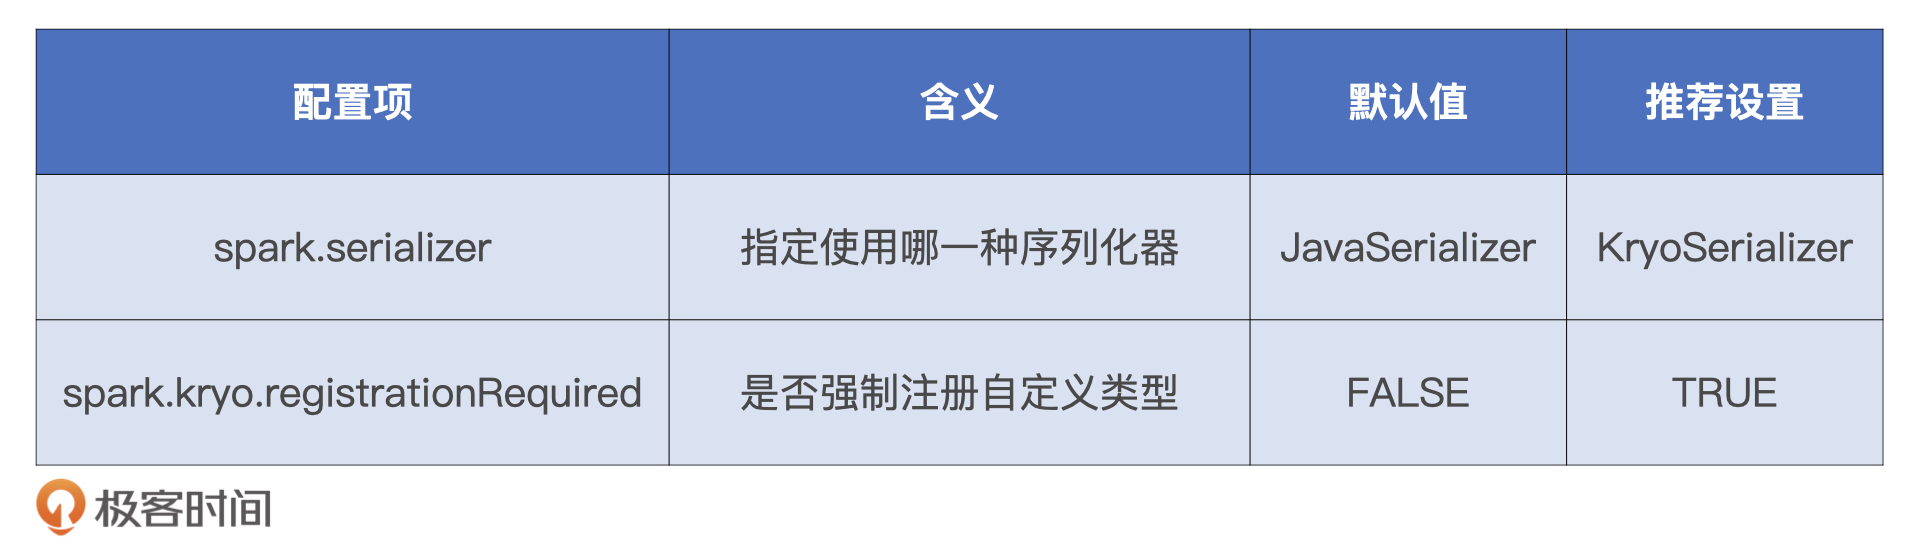 配置项 含义 默认值 推荐设置
spark.serializer 指定使用哪一种序列化器 JavaSerializer KryoSerializer
spark.kryo.registrationRequired 是否强制注册自定义类型 FALSE TRUE
极客时间